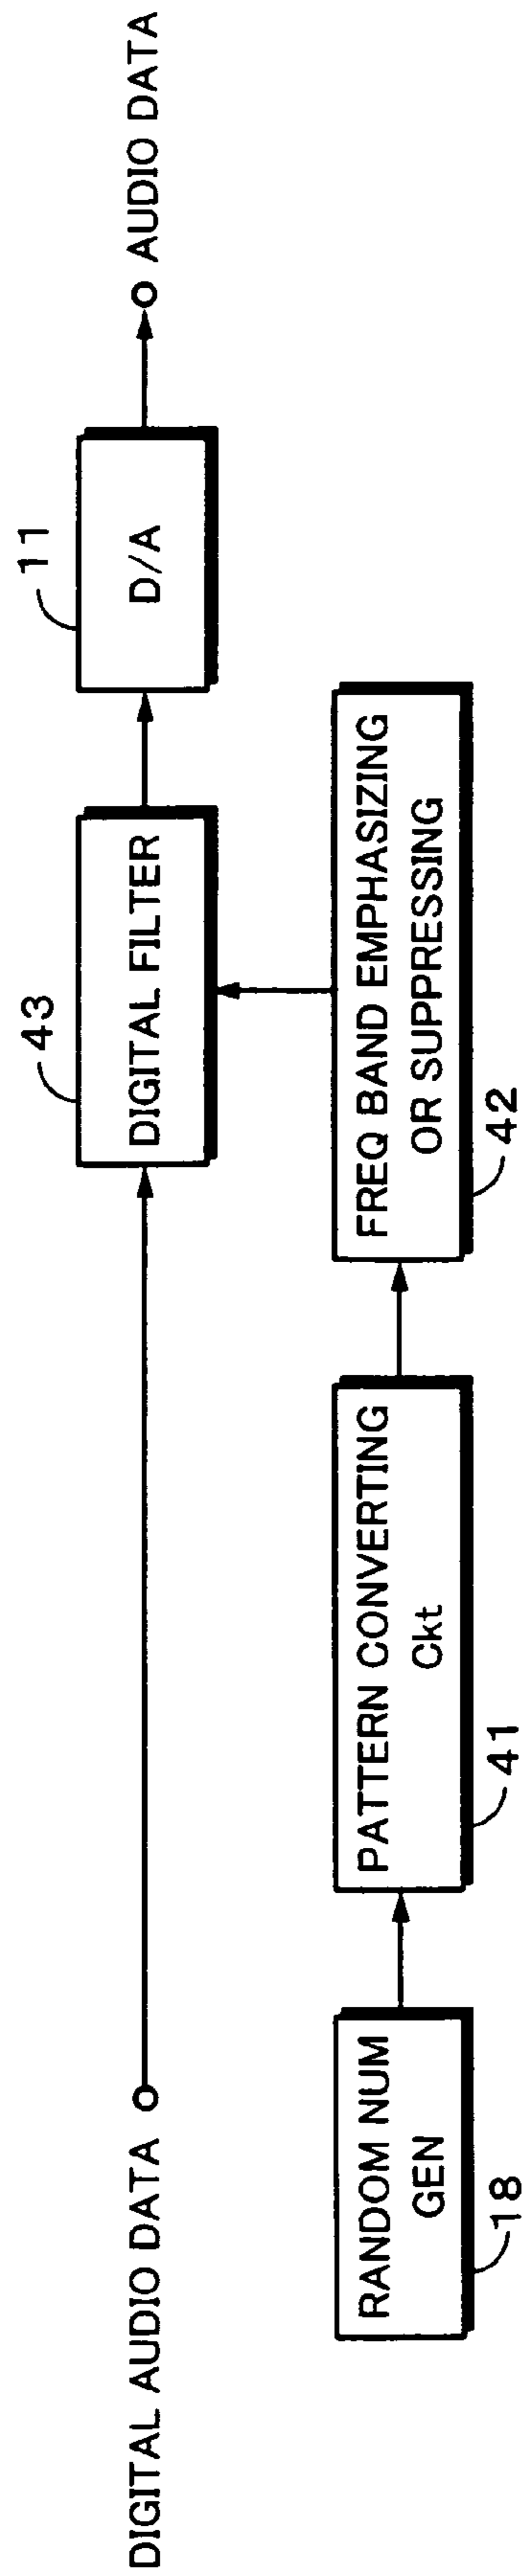 DIGITAL AUDIO DATA
43
DIGITAL FILTER
11
D/A
AUDIO DATA
RANDOM NUM
GEN
18
PATTERN CONVERTING
Ckt
41
FREQ BAND EMPHASIZING
OR SUPPRESSING
42